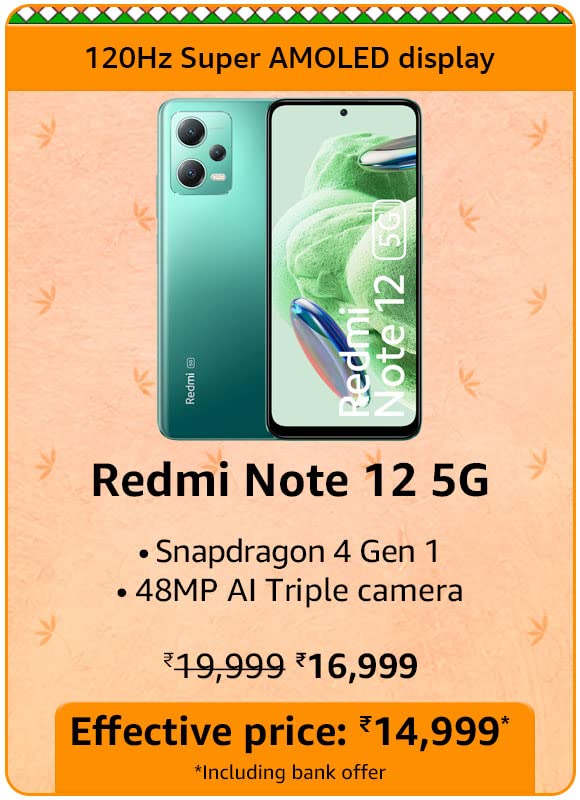 120Hz Super AMOLED display
Redmi 5G
Redmi
Note 12 5G
Redmi Note 12 5G
• Snapdragon 4 Gen 1
• 48MP AI Triple camera
₹19,999 ₹16,999
Effective price: ₹14,999*
*Including bank offer